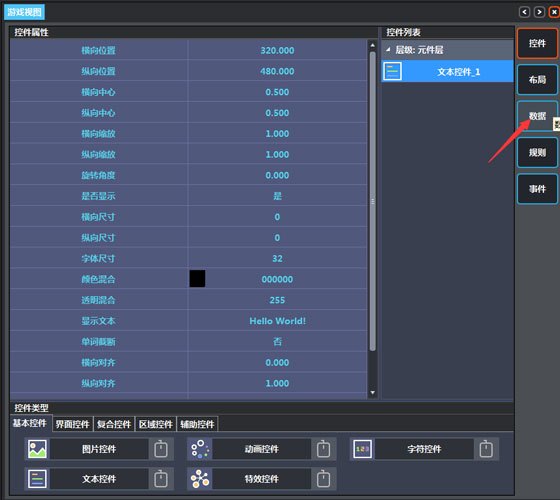 游戏视图
控件属性
横向位置 320.000
纵向位置 480.000
横向中心 0.500
纵向中心 0.500
横向缩放 1.000
纵向缩放 1.000
旋转角度 0.000
是否显示 是
横向尺寸 0
纵向尺寸 0
字体尺寸 32
颜色混合 000000
透明混合 255
显示文本 Hello World!
单词截断 否
横向对齐 0.000
纵向对齐 1.000
控件列表
层级: 元件层
文本控件_1
控件
布局
数据
规则
事件
控件类型
基本控件 界面控件 复合控件 区域控件 辅助控件
图片控件 动画控件 123 字符控件
文本控件 特效控件